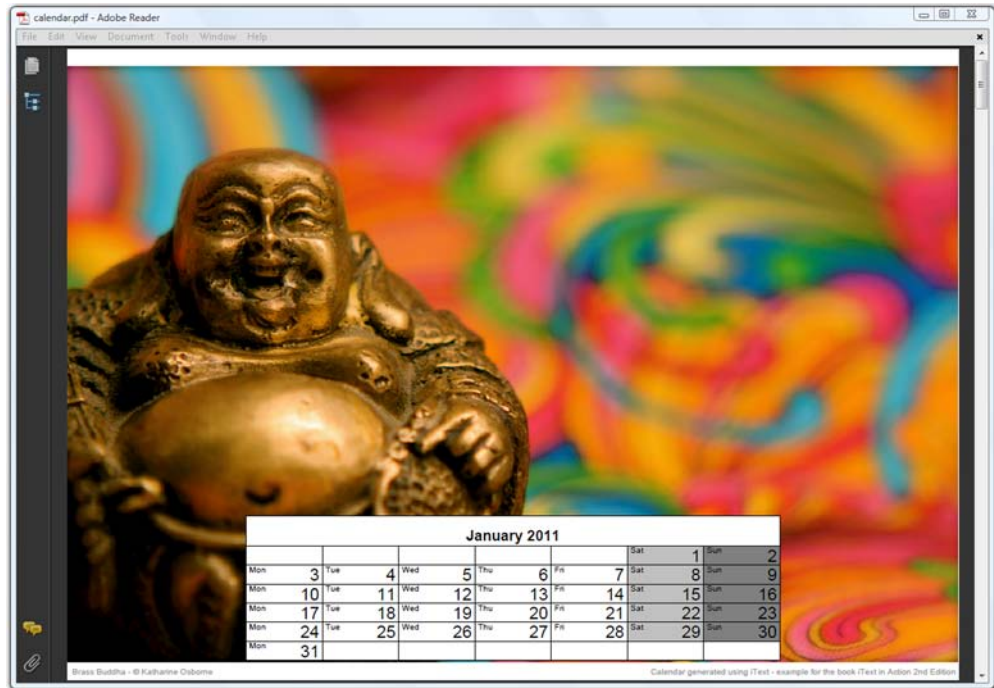 calendar.pdf - Adobe Reader
File Edit View Document Tools Window Help
January 2011
Sat 1 Sun 2
Mon 3 Tue 4 Wed 5 Thu 6 Fri 7 Sat 8 Sun 9
Mon 10 Tue 11 Wed 12 Thu 13 Fri 14 Sat 15 Sun 16
Mon 17 Tue 18 Wed 19 Thu 20 Fri 21 Sat 22 Sun 23
Mon 24 Tue 25 Wed 26 Thu 27 Fri 28 Sat 29 Sun 30
Mon 31
Brass Buddha - © Katharine Osborne
Calendar generated using iText - example for the book iText in Action 2nd Edition